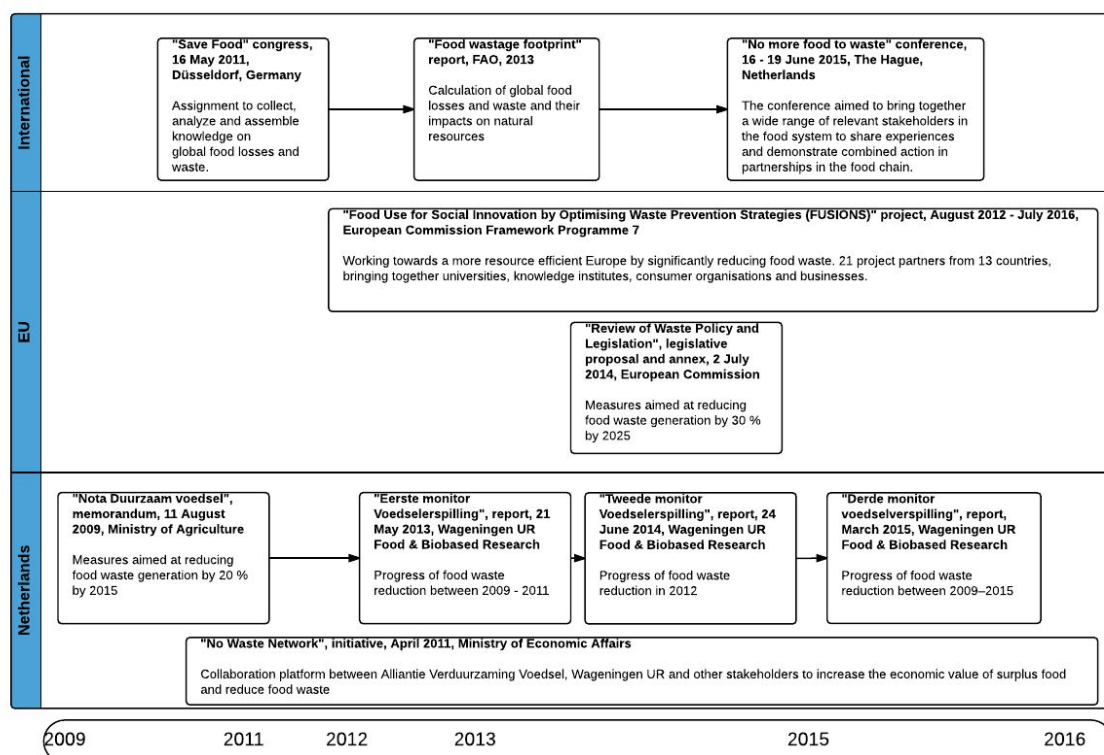 International
"Save Food" congress,
16 May 2011,
Düsseldorf, Germany
Assignment to collect,
analyze and assemble
knowledge on
global food losses and
waste.
"Food wastage footprint"
report, FAO, 2013
Calculation of global food
losses and waste and their
impacts on natural
resources
"No more food to waste" conference,
16 - 19 June 2015, The Hague,
Netherlands
The conference aimed to bring together
a wide range of relevant stakeholders in
the food system to share experiences
and demonstrate combined action in
partnerships in the food chain.
EU
"Food Use for Social Innovation by Optimising Waste Prevention Strategies (FUSIONS)" project, August 2012 - July 2016,
European Commission Framework Programme 7
Working towards a more resource efficient Europe by significantly reducing food waste. 21 project partners from 13 countries,
bringing together universities, knowledge institutes, consumer organisations and businesses.
"Review of Waste Policy and
Legislation", legislative
proposal and annex, 2 July
2014, European Commission
Measures aimed at reducing
food waste generation by 30 %
by 2025
Netherlands
"Nota Duurzaam voedsel",
memorandum, 11 August
2009, Ministry of Agriculture
Measures aimed at reducing
food waste generation by 20 %
by 2015
"Eerste monitor
Voedselerspilling", report, 21
May 2013, Wageningen UR
Food & Biobased Research
Progress of food waste
reduction between 2009 - 2011
"Tweede monitor
Voedselerspilling", report, 24
June 2014, Wageningen UR
Food & Biobased Research
Progress of food waste
reduction in 2012
"Derde monitor
voedselverspilling", report,
March 2015, Wageningen UR
Food & Biobased Research
Progress of food waste
reduction between 2009–2015
"No Waste Network", initiative, April 2011, Ministry of Economic Affairs
Collaboration platform between Alliantie Verduurzaming Voedsel, Wageningen UR and other stakeholders to increase the economic value of surplus food
and reduce food waste
2009 2011 2012 2013 2015 2016